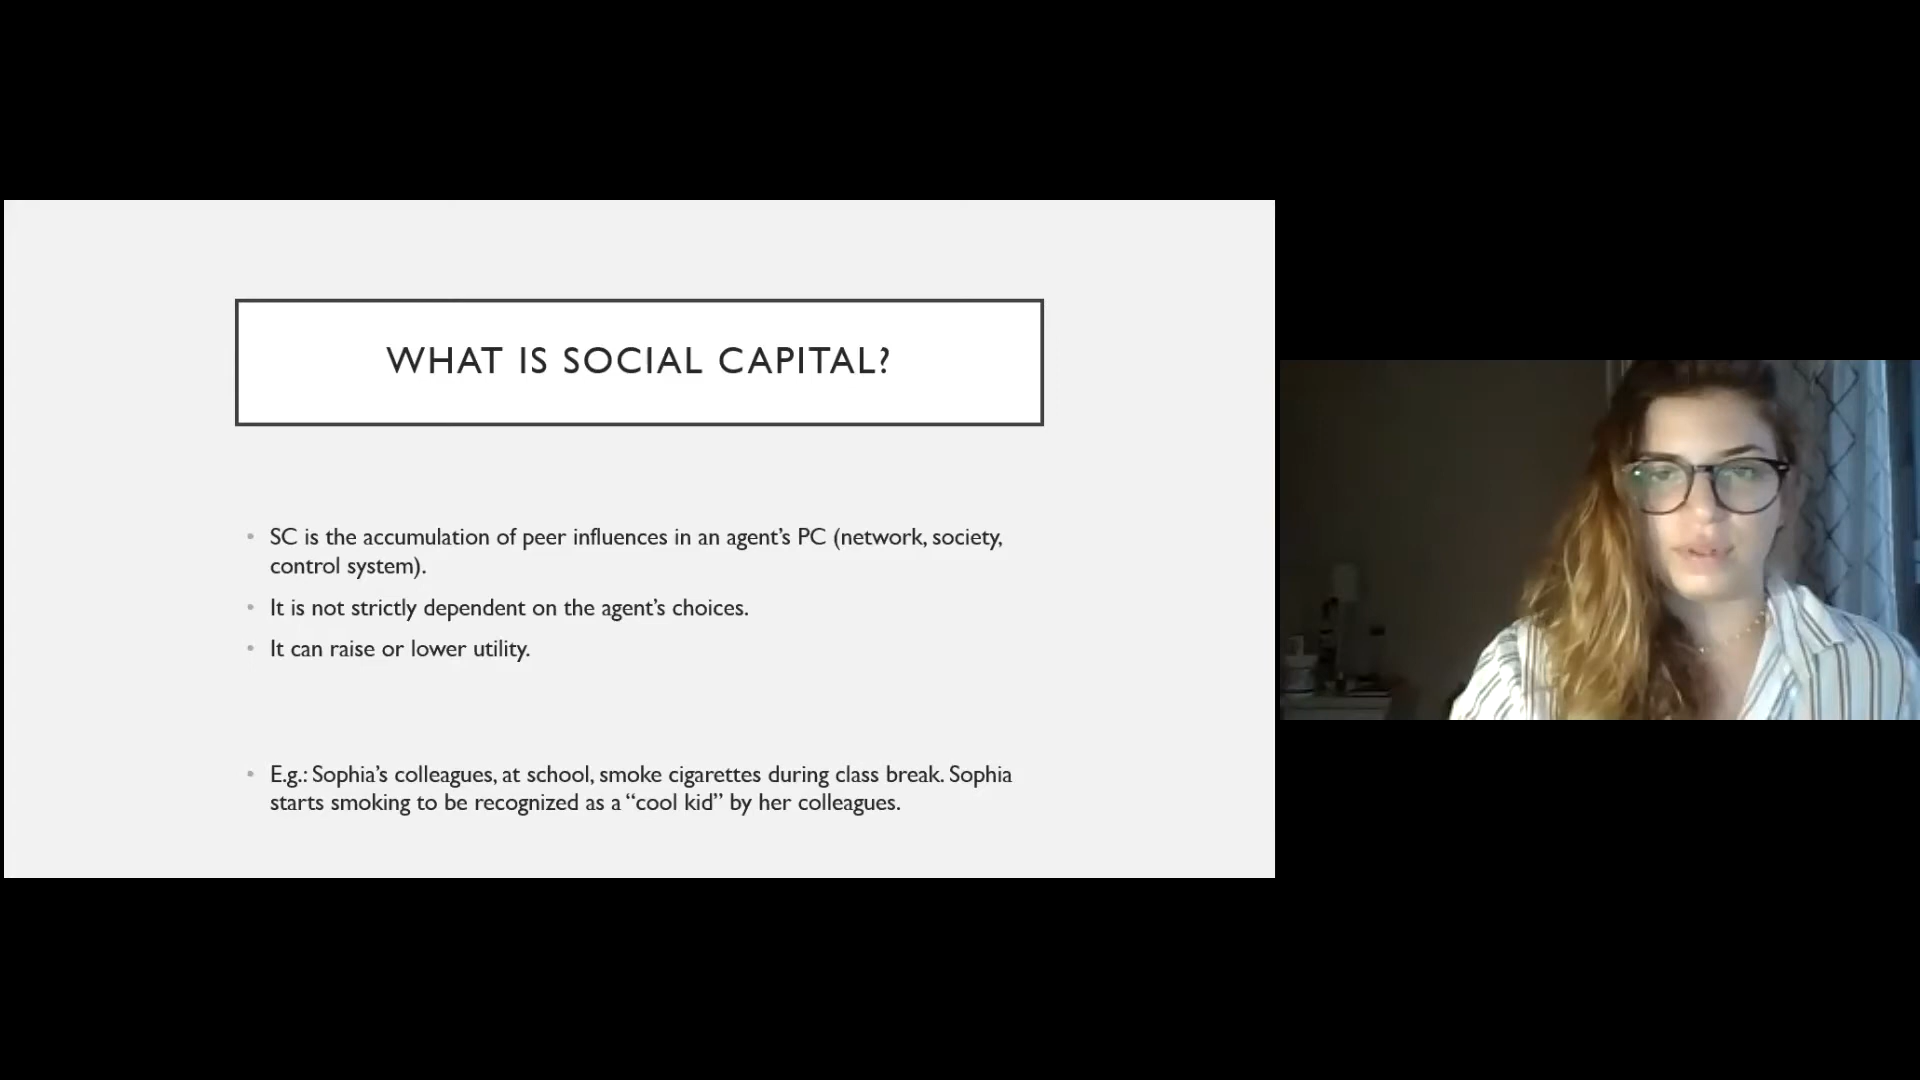 WHAT IS SOCIAL CAPITAL?
• SC is the accumulation of peer influences in an agent’s PC (network, society,
control system).
• It is not strictly dependent on the agent’s choices.
• It can raise or lower utility.
• E.g.: Sophia’s colleagues, at school, smoke cigarettes during class break. Sophia
starts smoking to be recognized as a “cool kid” by her colleagues.